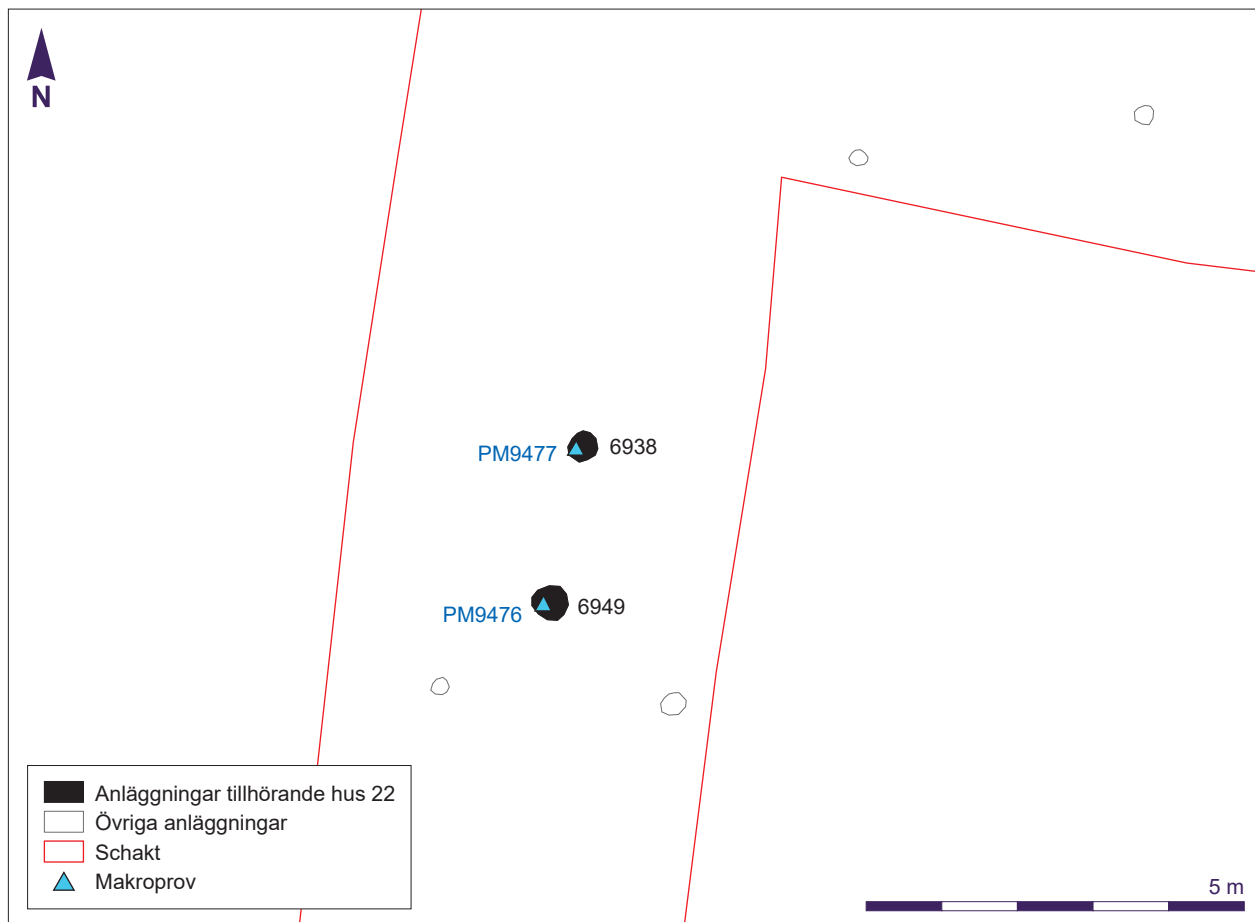 N
PM9477
6938
PM9476
6949
Anläggningar tillhörande hus 22
Övriga anläggningar
Schakt
Makroprov
5 m